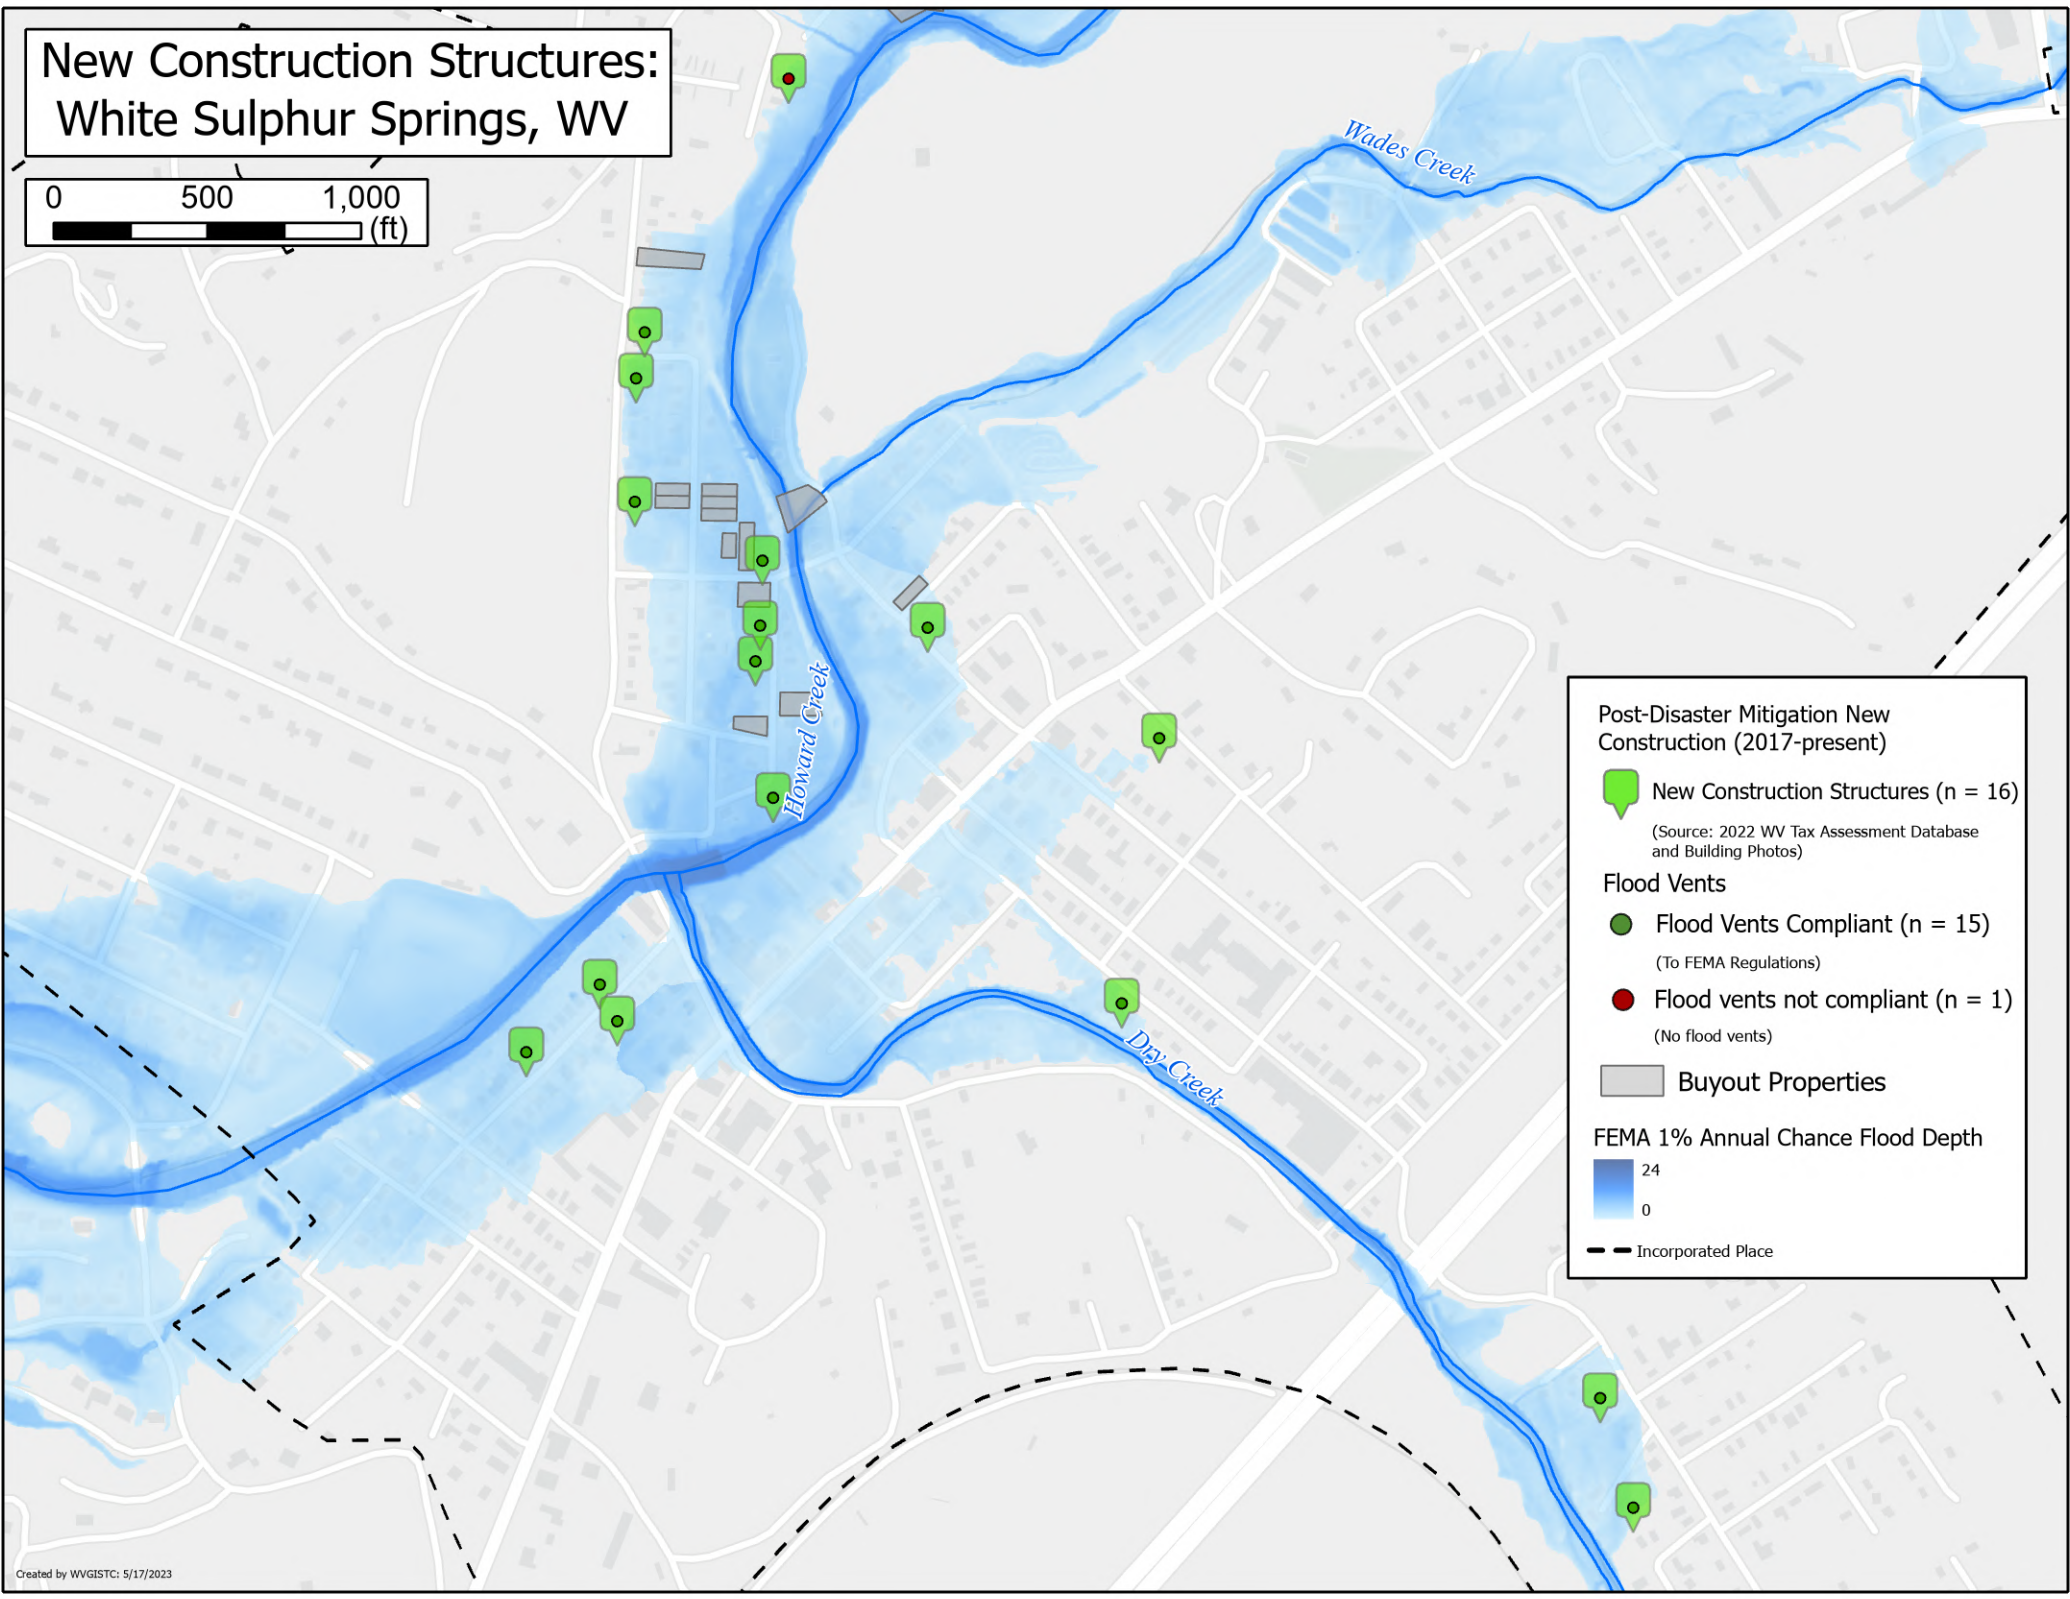 New Construction Structures:
White Sulphur Springs, WV
0 500 1,000
(ft)
Wades Creek
Howard Creek
Dry Creek
Post-Disaster Mitigation New
Construction (2017-present)
New Construction Structures (n = 16)
(Source: 2022 WV Tax Assessment Database
and Building Photos)
Flood Vents
Flood Vents Compliant (n = 15)
(To FEMA Regulations)
Flood vents not compliant (n = 1)
(No flood vents)
Buyout Properties
FEMA 1% Annual Chance Flood Depth
24
0
Incorporated Place
Created by WVGISTC: 5/17/2023